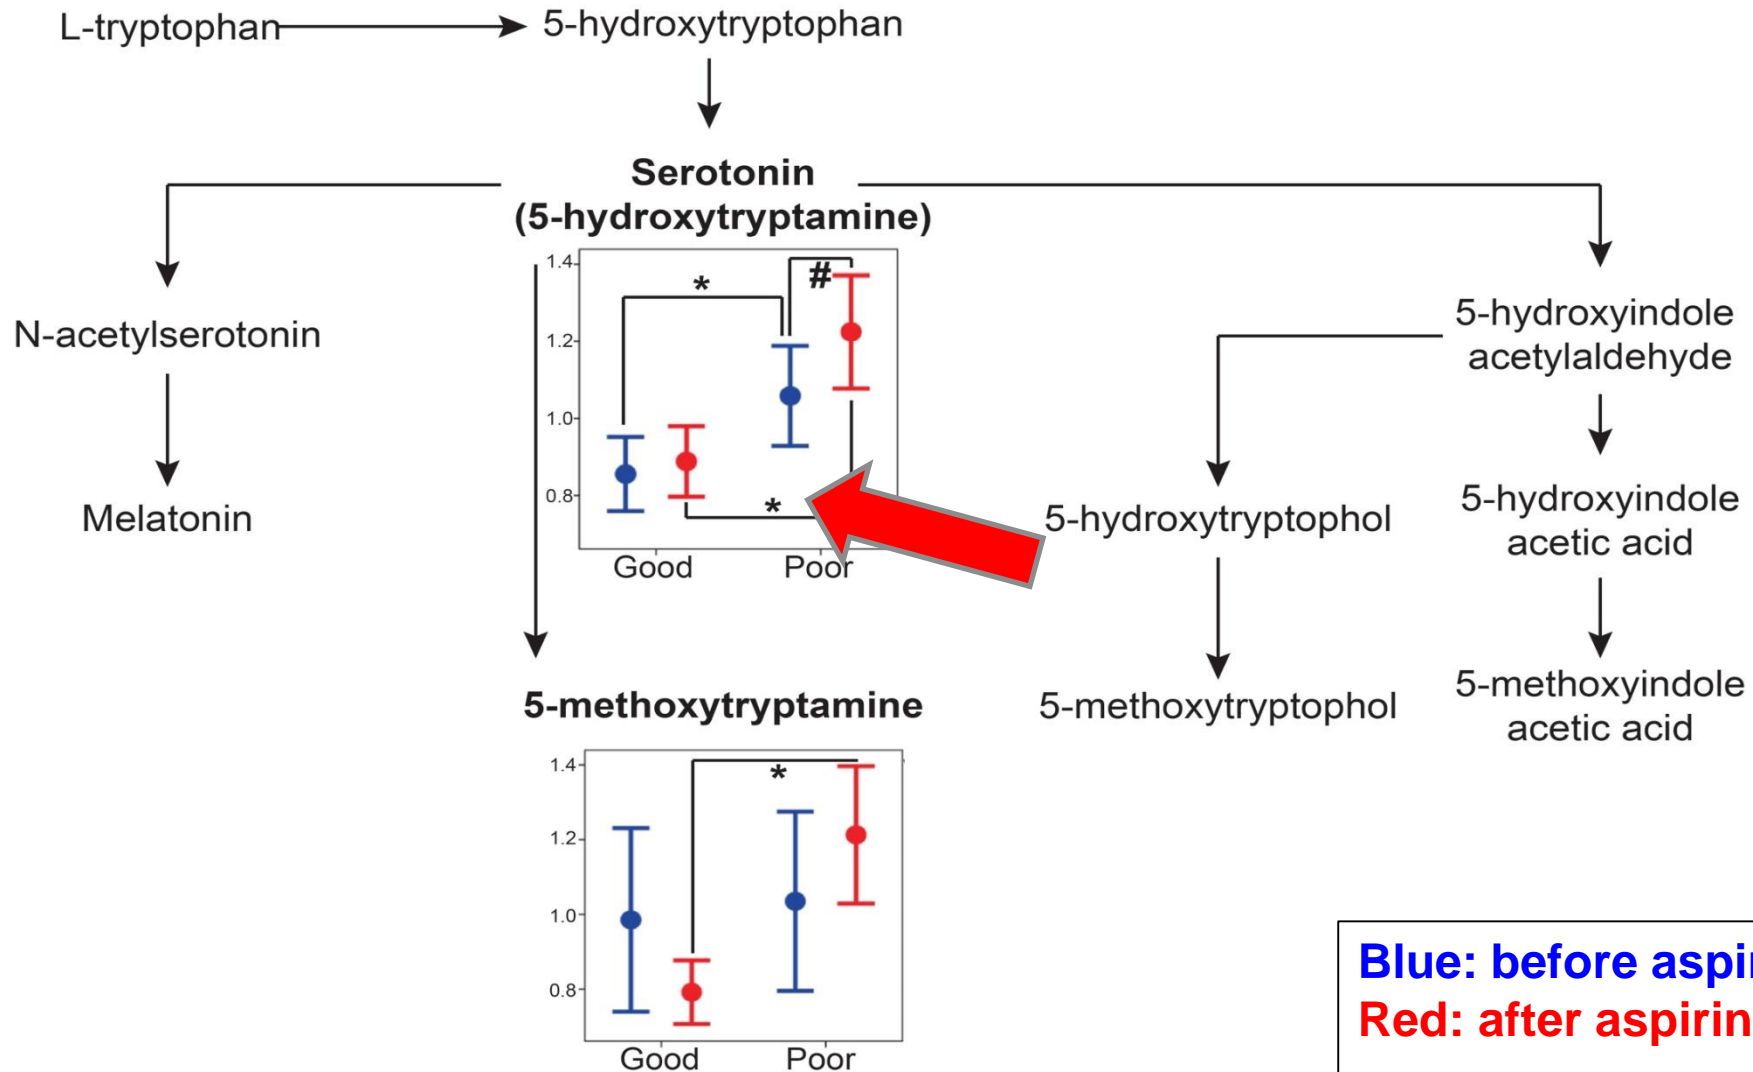 L-tryptophan
5-hydroxytryptophan
Serotonin
(5-hydroxytryptamine)
1.4
1.2
1.0
0.8
*
#
*
Good Poor
N-acetylserotonin
Melatonin
5-hydroxyindole
acetylaldehyde
5-hydroxytryptophol
5-hydroxyindole
acetic acid
5-methoxytryptamine
5-methoxytryptophol
5-methoxyindole
acetic acid
1.4
1.2
1.0
0.8
*
Good Poor
Blue: before
Red: after aspirin